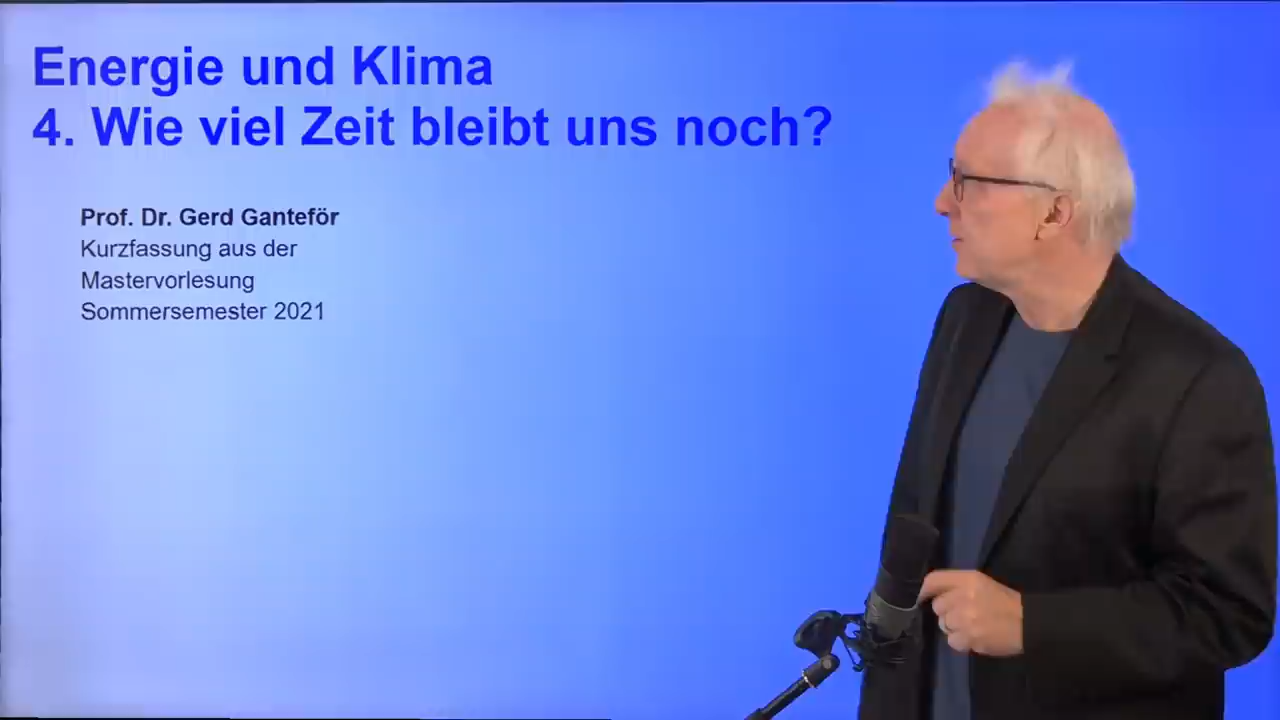 Energie und Klima
4. Wie viel Zeit bleibt uns noch?
Prof. Dr. Gerd Ganteför
Kurzfassung aus der
Mastervorlesung
Sommersemester 2021